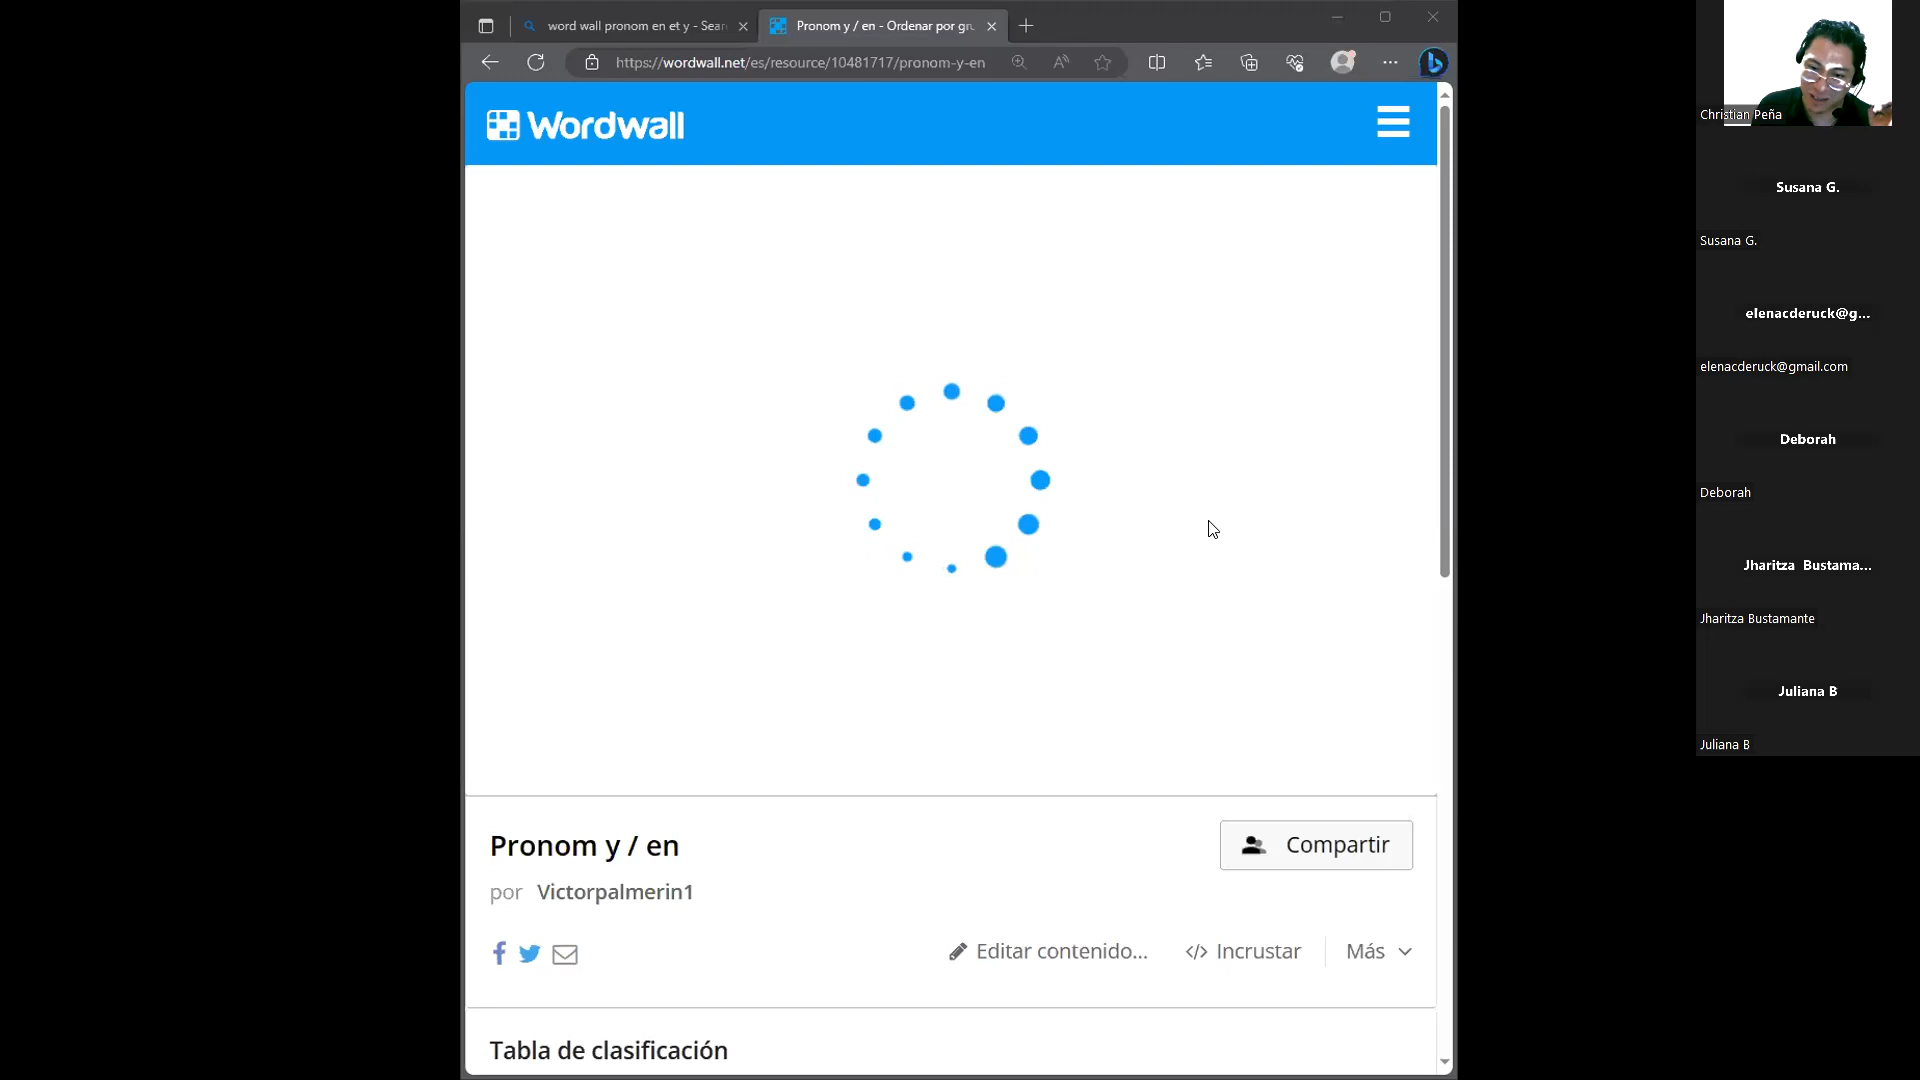 word wall pronom en et y - Sear
Pronom y / en - Ordenar por gru
https://wordwall.net/es/resource/10481717/pronom-y-en
Wordwall
Pronom y / en
Compartir
por Victorpalmerin1
Editar contenido...
Incrustar
Más
Tabla de clasificación
Christian Peña
Susana G.
Susana G.
elenacderuck@g...
elenacderuck@gmail.com
Deborah
Deborah
Jharitza Bustama...
Jharitza Bustamante
Juliana B
Juliana B